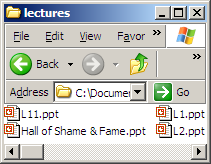 lectures
File Edit View Favor »
Back
Address C:\Documer Go
L11.ppt L1.ppt
Hall of Shame & Fame.ppt L2.ppt